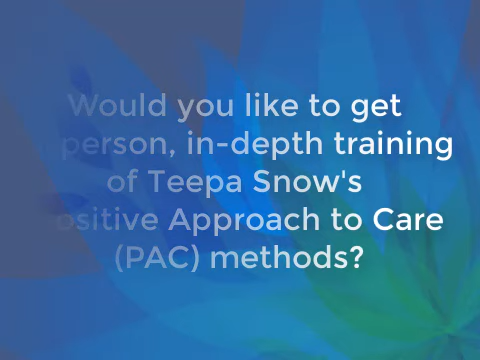 Would you like to get
person, in-depth training
of Teepa Snow's
ositive Approach to Care
(PAC) methods?